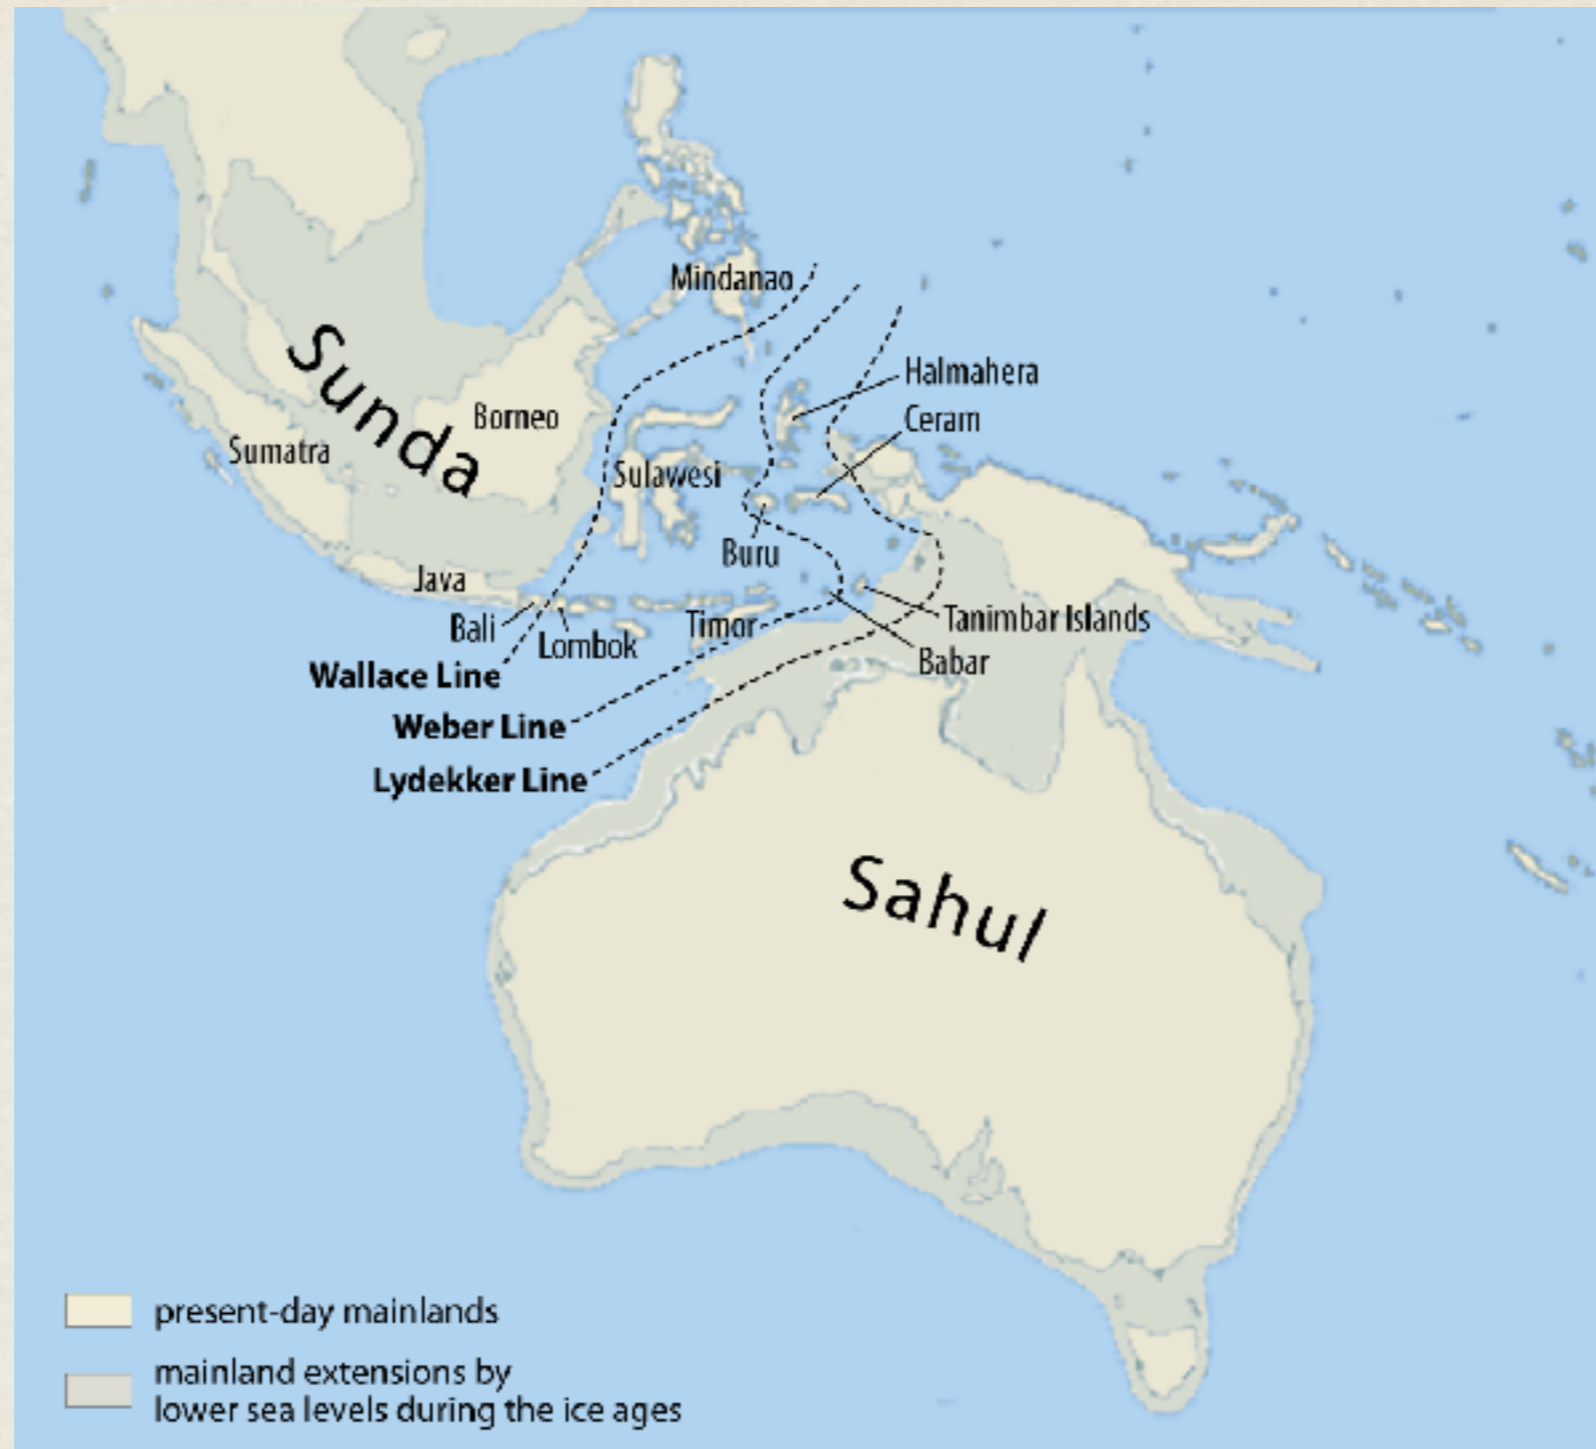 Mindanao
Halmahera
Ceram
Sunda
Borneo
Sumatra
Sulawesi
Buru
Java
Bali
Lombok
Timor
Tanimbar Islands
Babar
Wallace Line
Weber Line
Lydekker Line
Sahul
present-day mainlands
mainland extensions by
lower sea levels during the ice ages